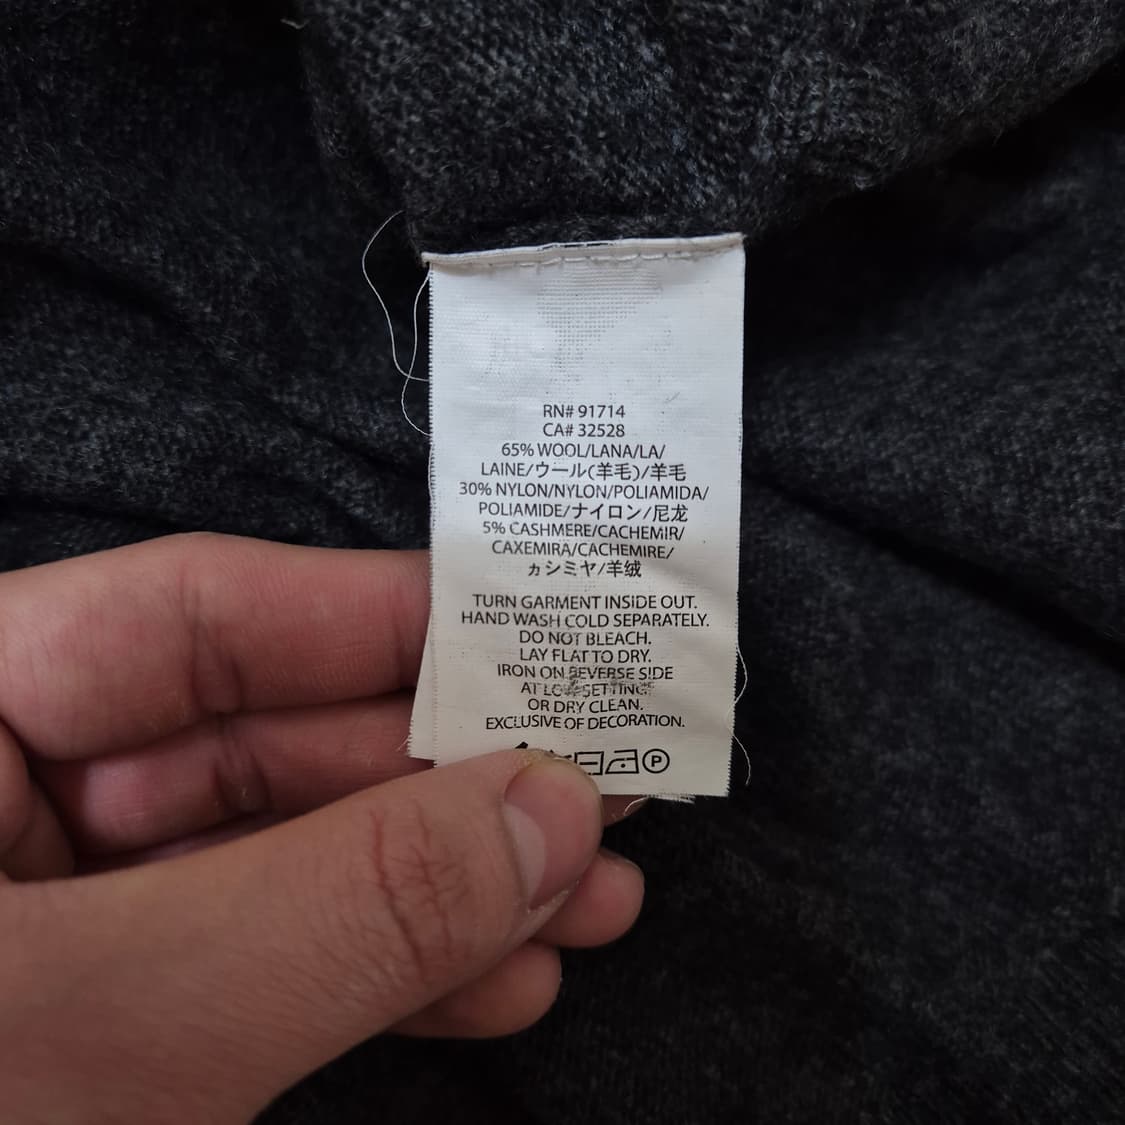 RN# 91714
CA# 32528
65% WOOL/LANA/LA/
LAINE/ウール(羊毛)/羊毛
30% NYLON/NYLON/POLIAMIDA/
POLIAMIDE/ナイロン/尼龙
5% CASHMERE/CACHEMIR/
CAXEMIRA/CACHEMIRE/
カシミヤ/羊绒
TURN GARMENT INSIDE OUT.
HAND WASH COLD SEPARATELY.
DO NOT BLEACH.
LAY FLAT TO DRY.
IRON ON REVERSE SIDE
AT LOW SETTING.
OR DRY CLEAN.
EXCLUSIVE OF DECORATION.
P